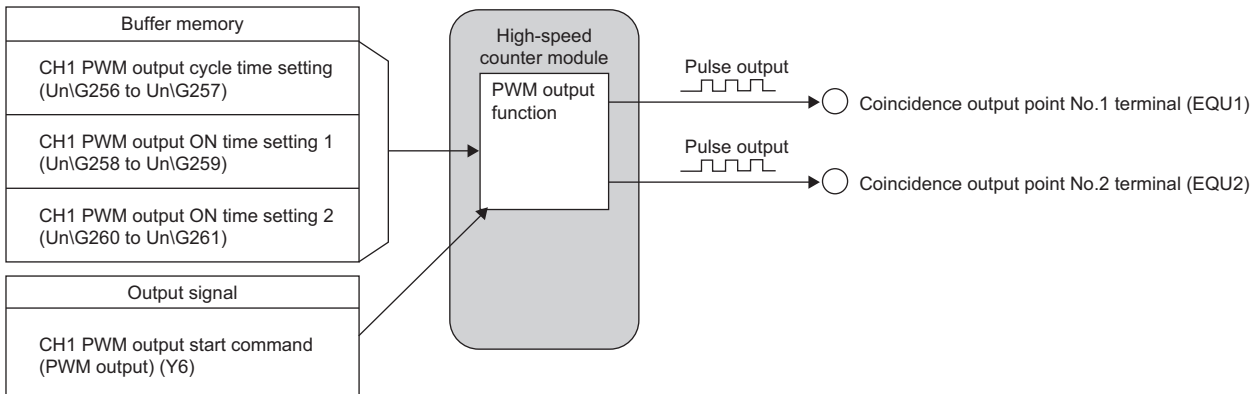 Buffer memory
CH1 PWM output cycle time setting
(Un\G256 to Un\G257)
CH1 PWM output ON time setting 1
(Un\G258 to Un\G259)
CH1 PWM output ON time setting 2
(Un\G260 to Un\G261)
Output signal
CH1 PWM output start command
(PWM output) (Y6)
High-speed
counter module
PWM output
function
Pulse output
Coincidence output point No.1 terminal (EQU1)
Pulse output
Coincidence output point No.2 terminal (EQU2)